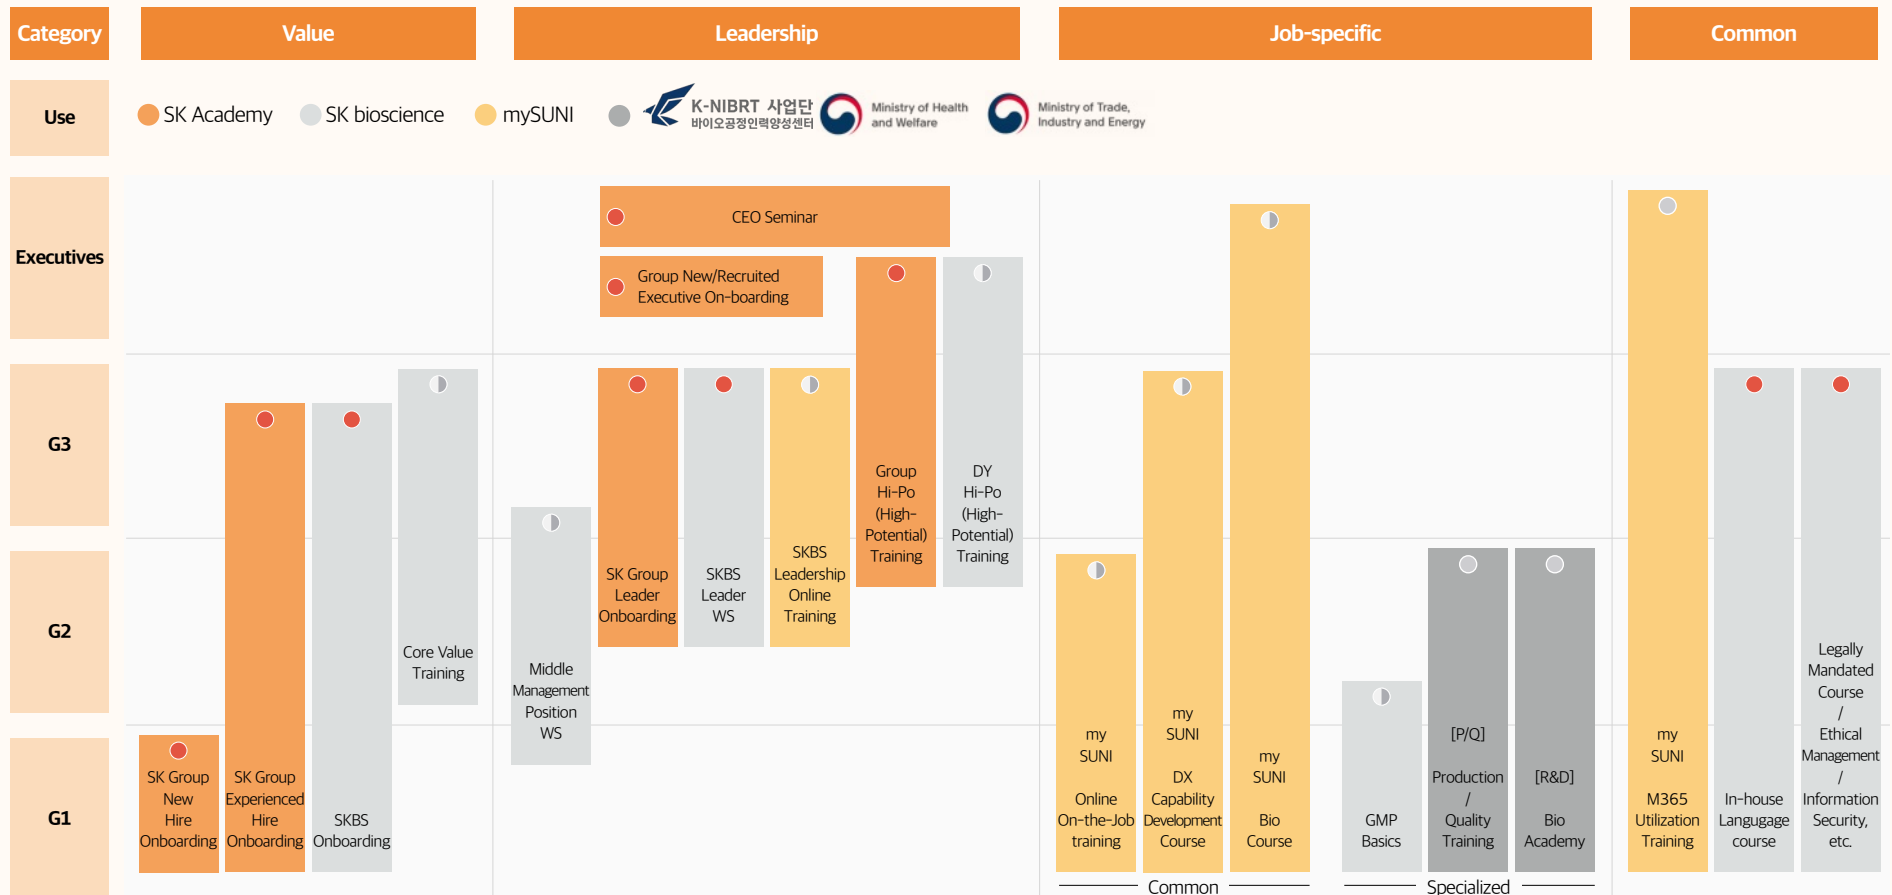 Category
Value
Leadership
Job-specific
Common
Use
SK Academy
SK bioscience
mySUNI
K-NIBRT 사업단
바이오공정인력양성센터
Ministry of Health
and Welfare
Ministry of Trade,
Industry and Energy
Executives
G3
G2
G1
SK Group
New
Hire
Onboarding
SK Group
Experienced
Hire
Onboarding
SKBS
Onboarding
Core Value
Training
CEO Seminar
Group New/Recruited
Executive On-boarding
Middle
Management
Position
WS
SK Group
Leader
Onboarding
SKBS
Leader
WS
SKBS
Leadership
Online
Training
Group
Hi-Po
(High-
Potential)
Training
DY
Hi-Po
(High-
Potential)
Training
my
SUNI
Online
On-the-Job
training
my
SUNI
DX
Capability
Development
Course
my
SUNI
Bio
Course
Common
GMP
Basics
[P/Q]
Production
/
Quality
Training
[R&D]
Bio
Academy
Specialized
my
SUNI
M365
Utilization
Training
In-house
Langugage
course
Legally
Mandated
Course
/
Ethical
Management
/
Information
Security,
etc.